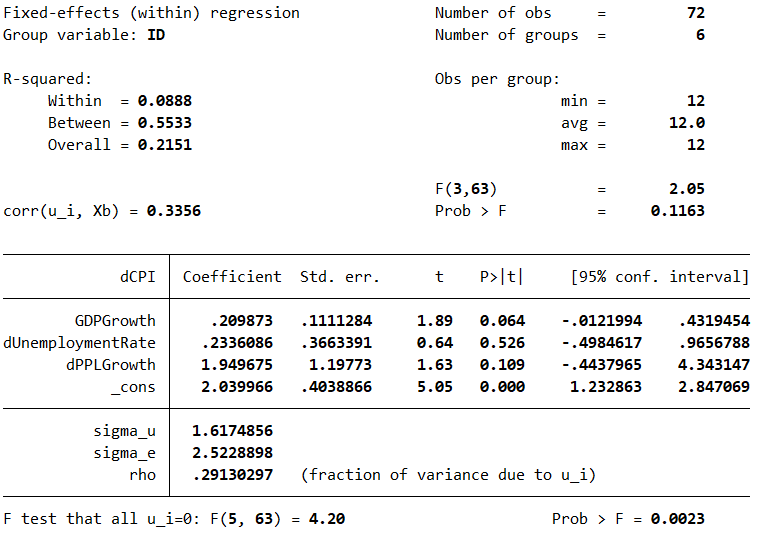 Fixed-effects (within) regression Number of obs = 72
Group variable: ID Number of groups = 6
R-squared: Obs per group:
Within = 0.0888 min = 12
Between = 0.5533 avg = 12.0
Overall = 0.2151 max = 12
F(3,63) = 2.05
corr(u_i, Xb) = 0.3356 Prob > F = 0.1163
dCPI Coefficient Std. err. t P>|t| [95% conf. interval]
GDPGrowth .209873 .1111284 1.89 0.064 -.0121994 .4319454
dUnemploymentRate .2336086 .3663391 0.64 0.526 -.4984617 .9656788
dPPLGrowth 1.949675 1.19773 1.63 0.109 -.4437965 4.343147
_cons 2.039966 .4038866 5.05 0.000 1.232863 2.847069
sigma_u 1.6174856
sigma_e 2.5228898
rho .29130297 (fraction of variance due to u_i)
F test that all u_i=0: F(5, 63) = 4.20 Prob > F = 0.0023